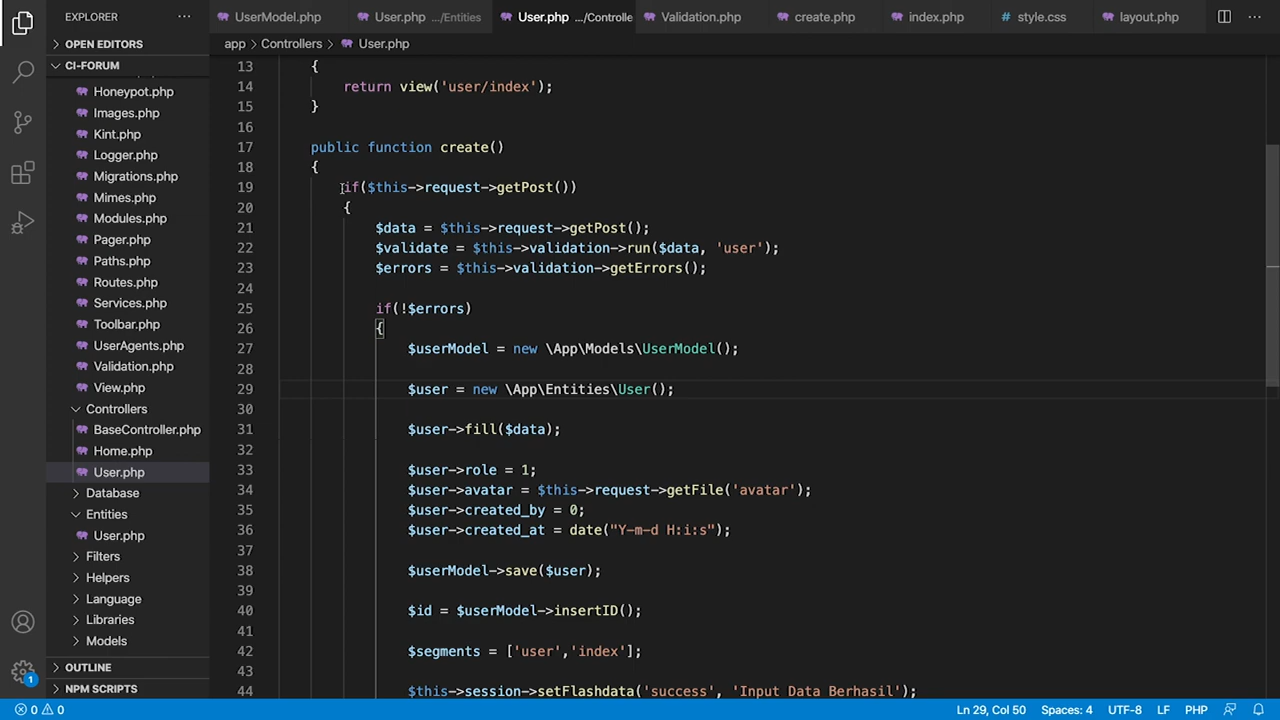 EXPLORER
UserModel.php
User.php .../Entities
User.php .../Controlle
Validation.php
create.php
index.php
style.css
layout.php
OPEN EDITORS
app > Controllers > User.php
CI-FORUM
Honeypot.php
Images.php
Kint.php
Logger.php
Migrations.php
Mimes.php
Modules.php
Pager.php
Paths.php
Routes.php
Services.php
Toolbar.php
UserAgents.php
Validation.php
View.php
Controllers
BaseController.php
Home.php
User.php
Database
Entities
User.php
Filters
Helpers
Language
Libraries
Models
OUTLINE
NPM SCRIPTS
13 {
14 return view('user/index');
15 }
16
17 public function create()
18 {
19 if($this->request->getPost())
20 {
21 $data = $this->request->getPost();
22 $validate = $this->validation->run($data, 'user');
23 $errors = $this->validation->getErrors();
24
25 if(!$errors)
26 {
27 $userModel = new \App\Models\UserModel();
28
29 $user = new \App\Entities\User();
30
31 $user->fill($data);
32
33 $user->role = 1;
34 $user->avatar = $this->request->getFile('avatar');
35 $user->created_by = 0;
36 $user->created_at = date("Y-m-d H:i:s");
37
38 $userModel->save($user);
39
40 $id = $userModel->insertID();
41
42 $segments = ['user','index'];
43
44 $this->session->setFlashdata('success', 'Input Data Berhasil');
1
0 0
Ln 29, Col 50
Spaces: 4
UTF-8
LF
PHP